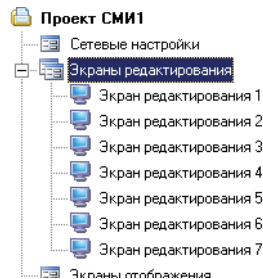 Проект СМИ1
Сетевые настройки
Экраны редактирования
Экран редактирования 1
Экран редактирования 2
Экран редактирования 3
Экран редактирования 4
Экран редактирования 5
Экран редактирования 6
Экран редактирования 7
Экраны отображения